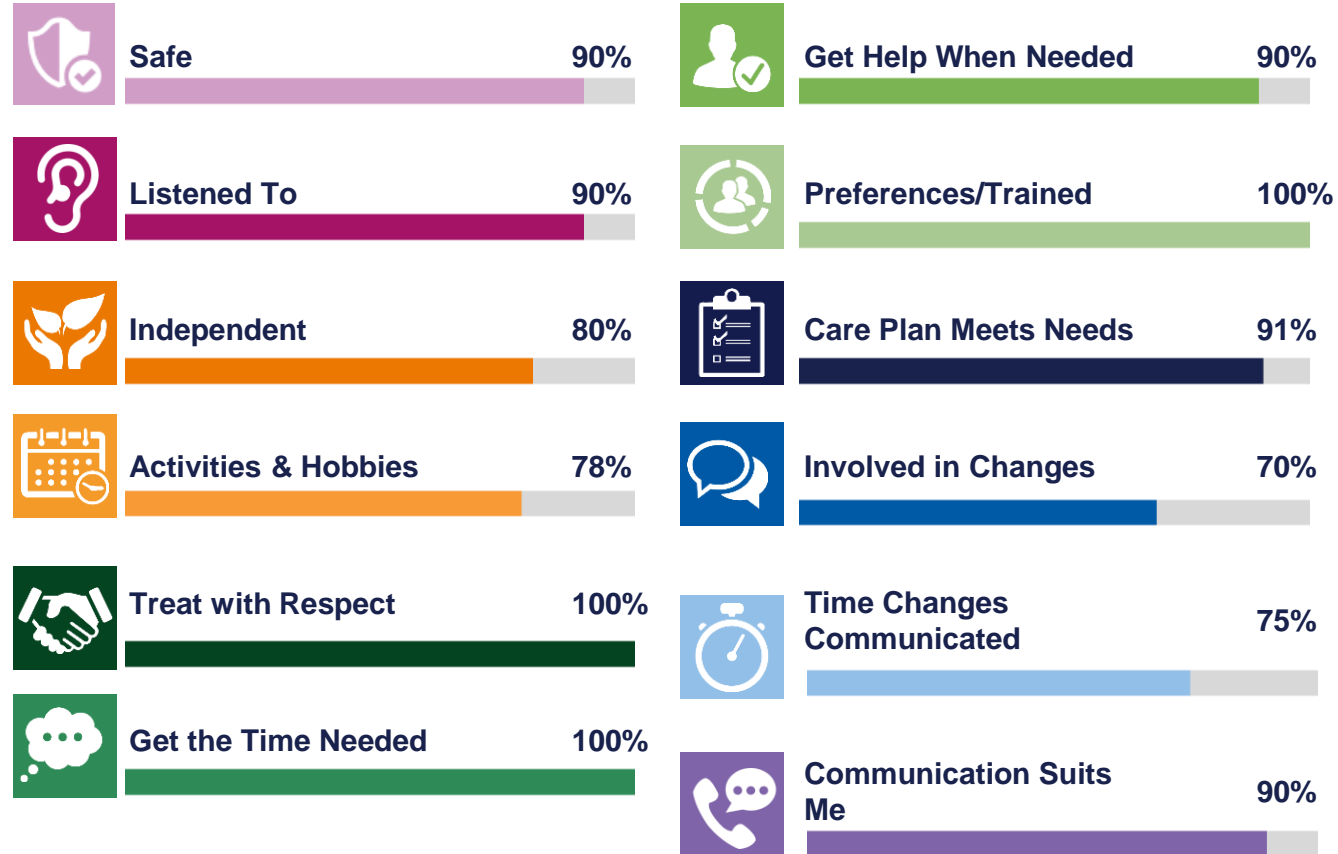 Safe 90%
Listened To 90%
Independent 80%
Activities & Hobbies 78%
Treat with Respect 100%
Get the Time Needed 100%
Get Help When Needed 90%
Preferences/Trained 100%
Care Plan Meets Needs 91%
Involved in Changes 70%
Time Changes
Communicated 75%
Communication Suits
Me 90%